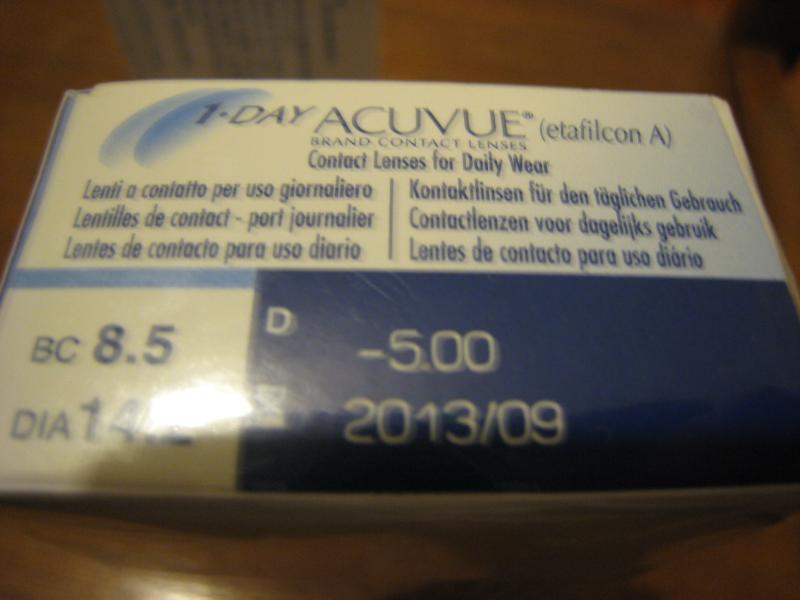 1·DAY ACUVUE® (etafilcon A)
BRAND CONTACT LENSES
Contact Lenses for Daily Wear
Lenti a contatto per uso giornaliero
Lentilles de contact - port journalier
Lentes de contacto para uso diario
Kontaktlinsen für den täglichen Gebrauch
Contactlenzen voor dagelijks gebruik
Lentes de contacto para uso diário
BC 8.5
DIA 14.2
D -5.00
2013/09